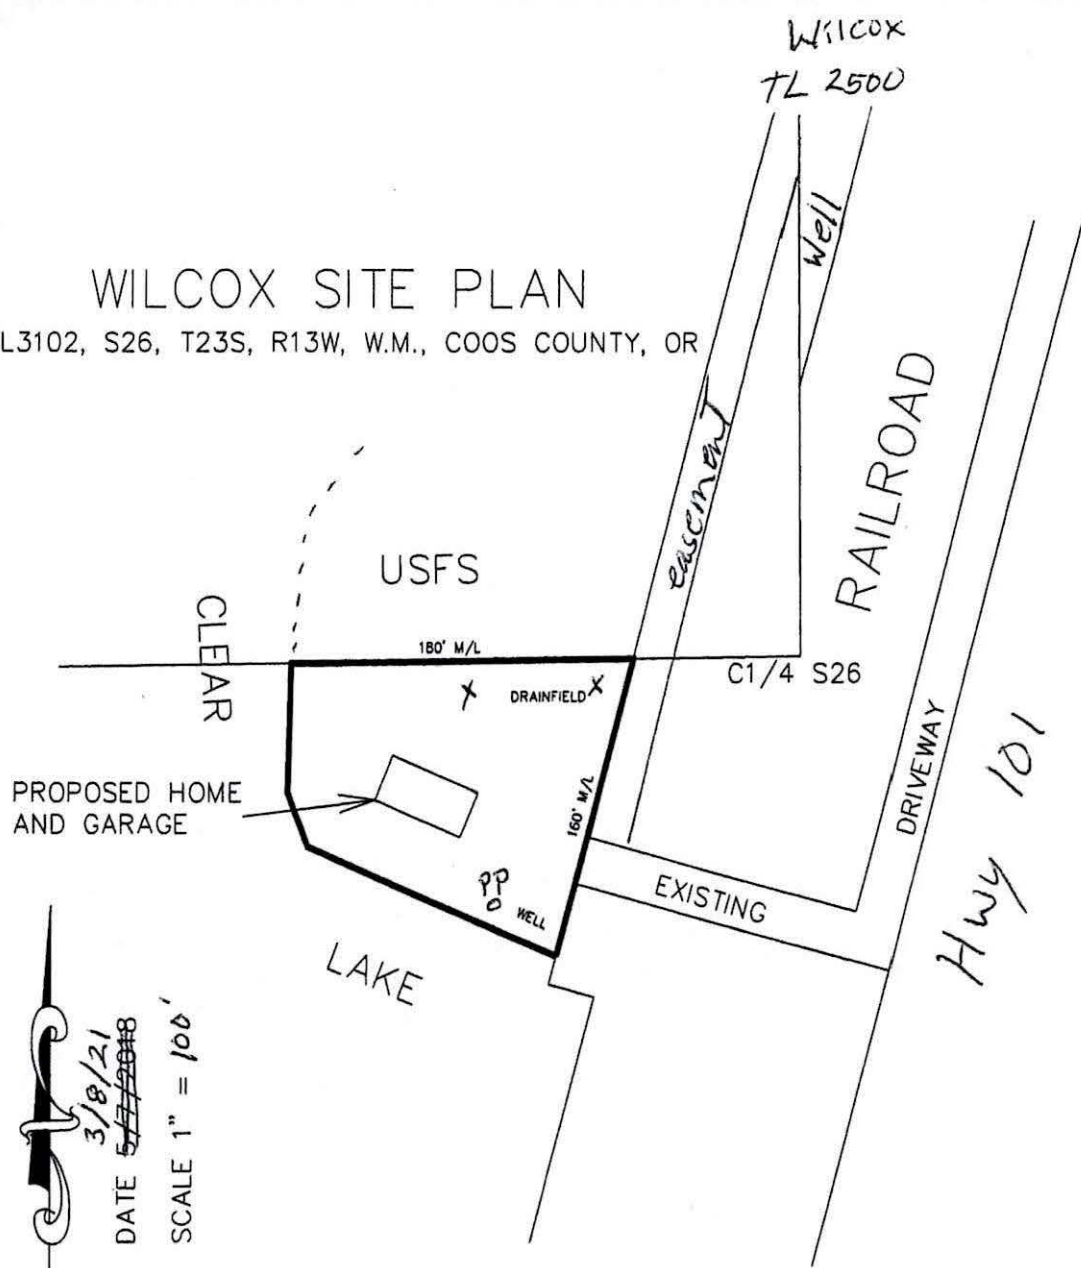 Wilcox
TL 2500
Well
WILCOX SITE PLAN
L3102, S26, T23S, R13W, W.M., COOS COUNTY, OR
easement
RAILROAD
USFS
CLEAR
180' M/L
C1/4 S26
DRAINFIELD
X
X
PROPOSED HOME
AND GARAGE
160' M/L
DRIVEWAY
Hwy 101
EXISTING
PP
WELL
LAKE
3/8/21
DATE 5/7/2018
SCALE 1" = 100'